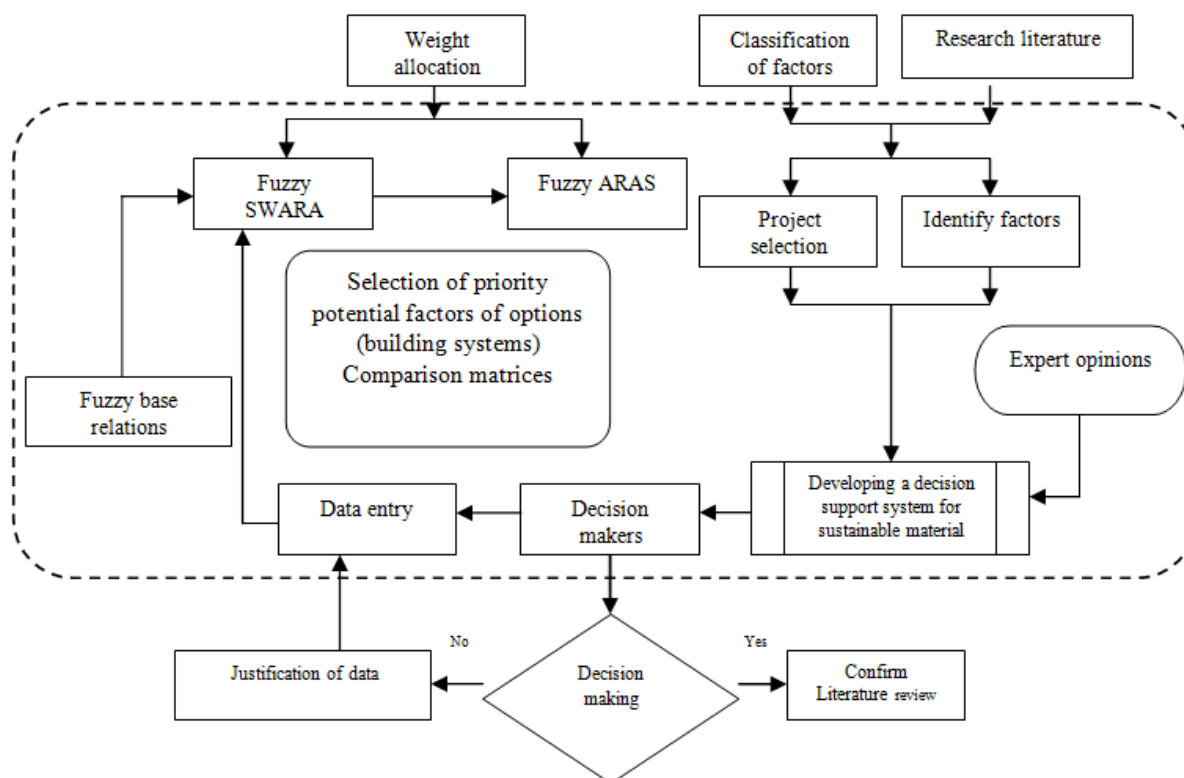 Weight
allocation
Classification
of factors
Research literature
Fuzzy
SWARA
Fuzzy ARAS
Project
selection
Identify factors
Selection of priority
potential factors of options
(building systems)
Comparison matrices
Expert opinions
Fuzzy base
relations
Data entry
Decision
makers
Developing a decision
support system for
sustainable material
Justification of data
No
Decision
making
Yes
Confirm
Literature review